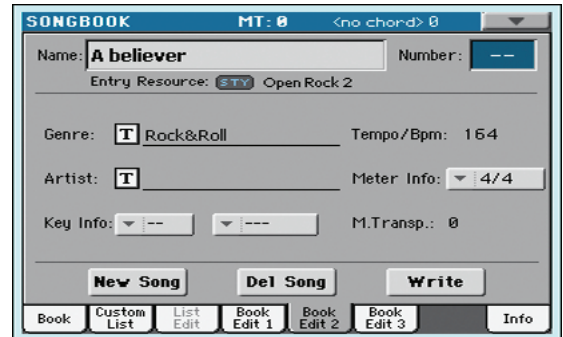 SONGBOOK MT: 0 <no chord> 0
Name: A believer Number: --
Entry Resource: STY Open Rock 2
Genre: T Rock&Roll Tempo/Bpm: 164
Artist: T Meter Info: 4/4
Key Info: -- --- M.Transp.: 0
New Song Del Song Write
Book Custom List List Edit Book Edit 1 Book Edit 2 Book Edit 3 Info